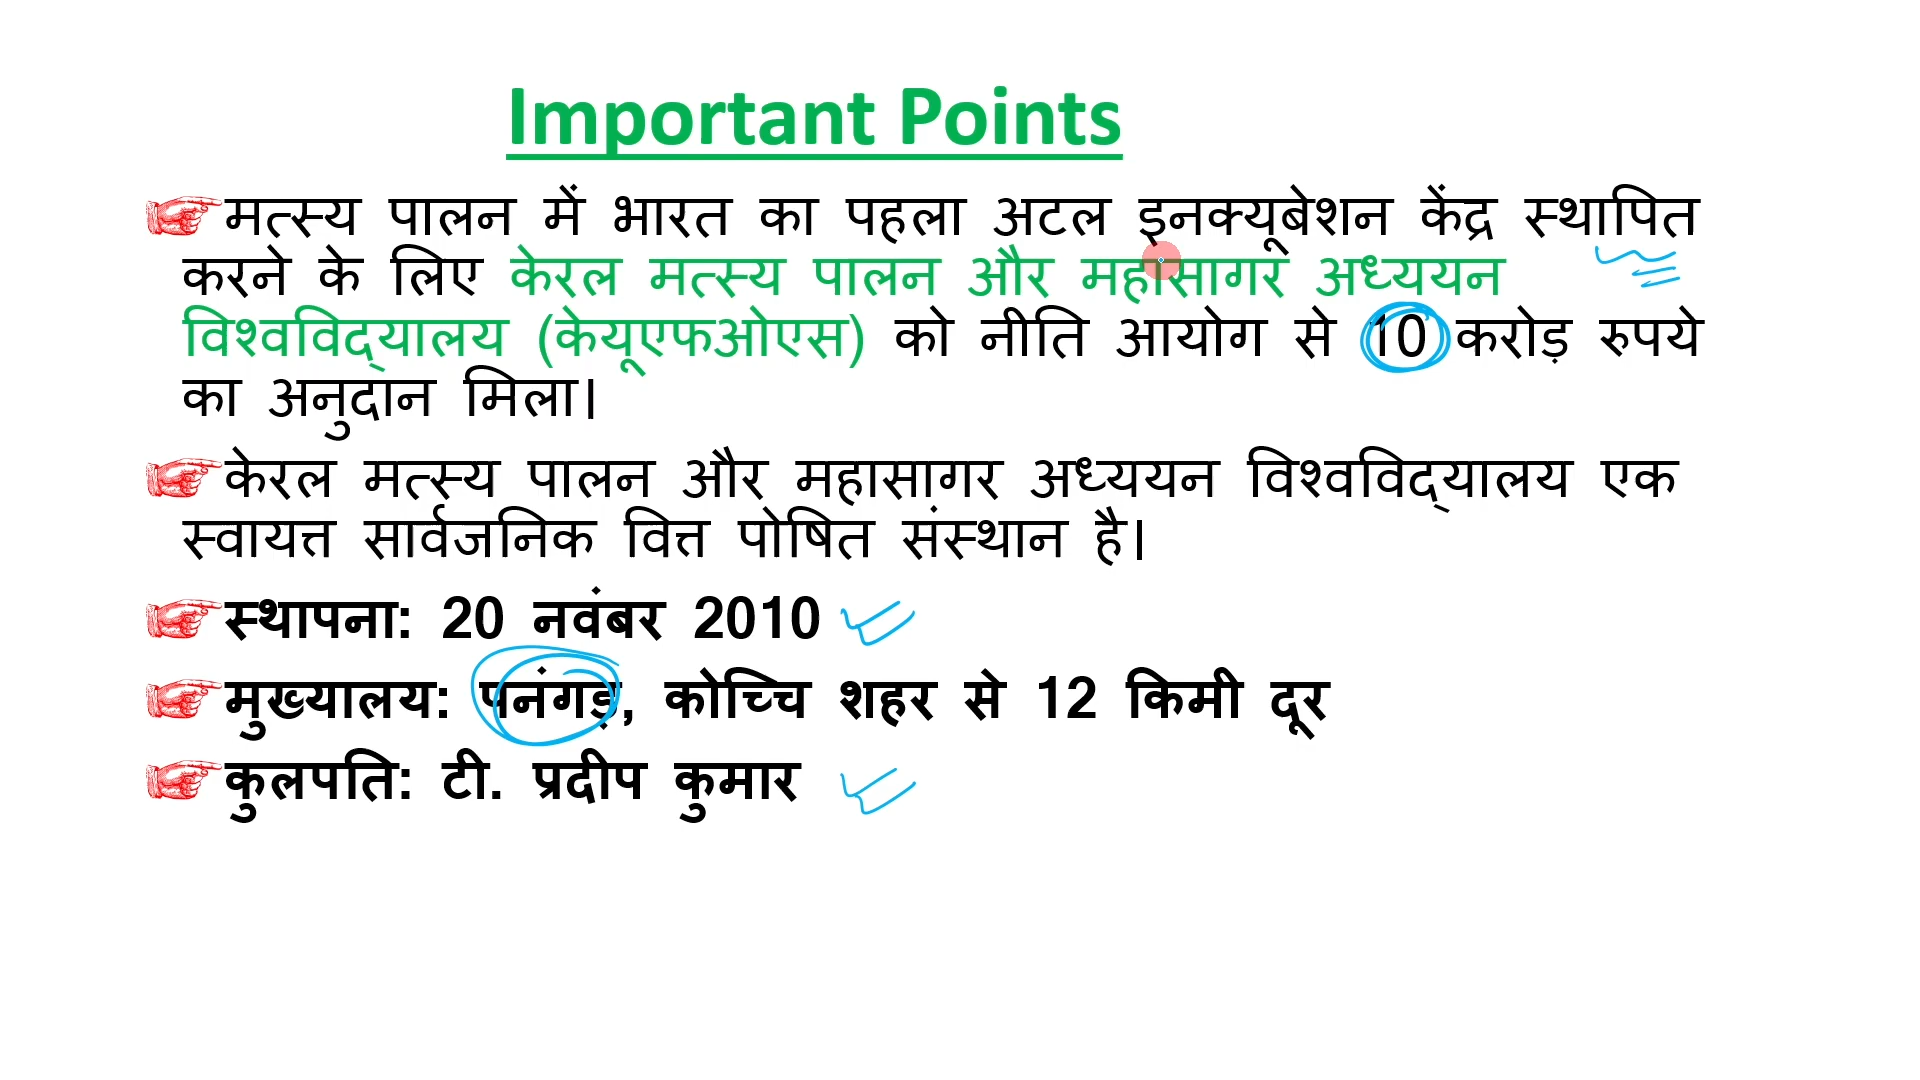 Important Points
मत्स्य पालन में भारत का पहला अटल इनक्यूबेशन केंद्र स्थापित
करने के लिए केरल मत्स्य पालन और महासागर अध्ययन
विश्वविद्यालय (केयूएफओएस) को नीति आयोग से 10 करोड़ रुपये
का अनुदान मिला।
केरल मत्स्य पालन और महासागर अध्ययन विश्वविद्यालय एक
स्वायत्त सार्वजनिक वित्त पोषित संस्थान है।
स्थापना: 20 नवंबर 2010
मुख्यालय: पनंगड़, कोच्चि शहर से 12 किमी दूर
कुलपति: टी. प्रदीप कुमार